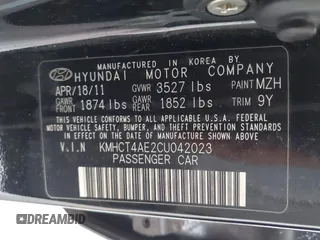 MANUFACTURED IN KOREA BY
HYUNDAI MOTOR COMPANY
APR/18/11 GVWR 3527 lbs PAINT MZH
GAWR FRONT 1874 lbs GAWR REAR 1852 lbs TRIM 9Y
THIS VEHICLE CONFORMS TO ALL APPLICABLE
FEDERAL MOTOR VEHICLE SAFETY, BUMPER, AND THEFT
PREVENTION STANDARDS IN EFFECT ON THE
DATE OF MANUFACTURE SHOWN ABOVE.
V.I.N KMHCT4AE2CU042023
PASSENGER CAR
DREAMBID